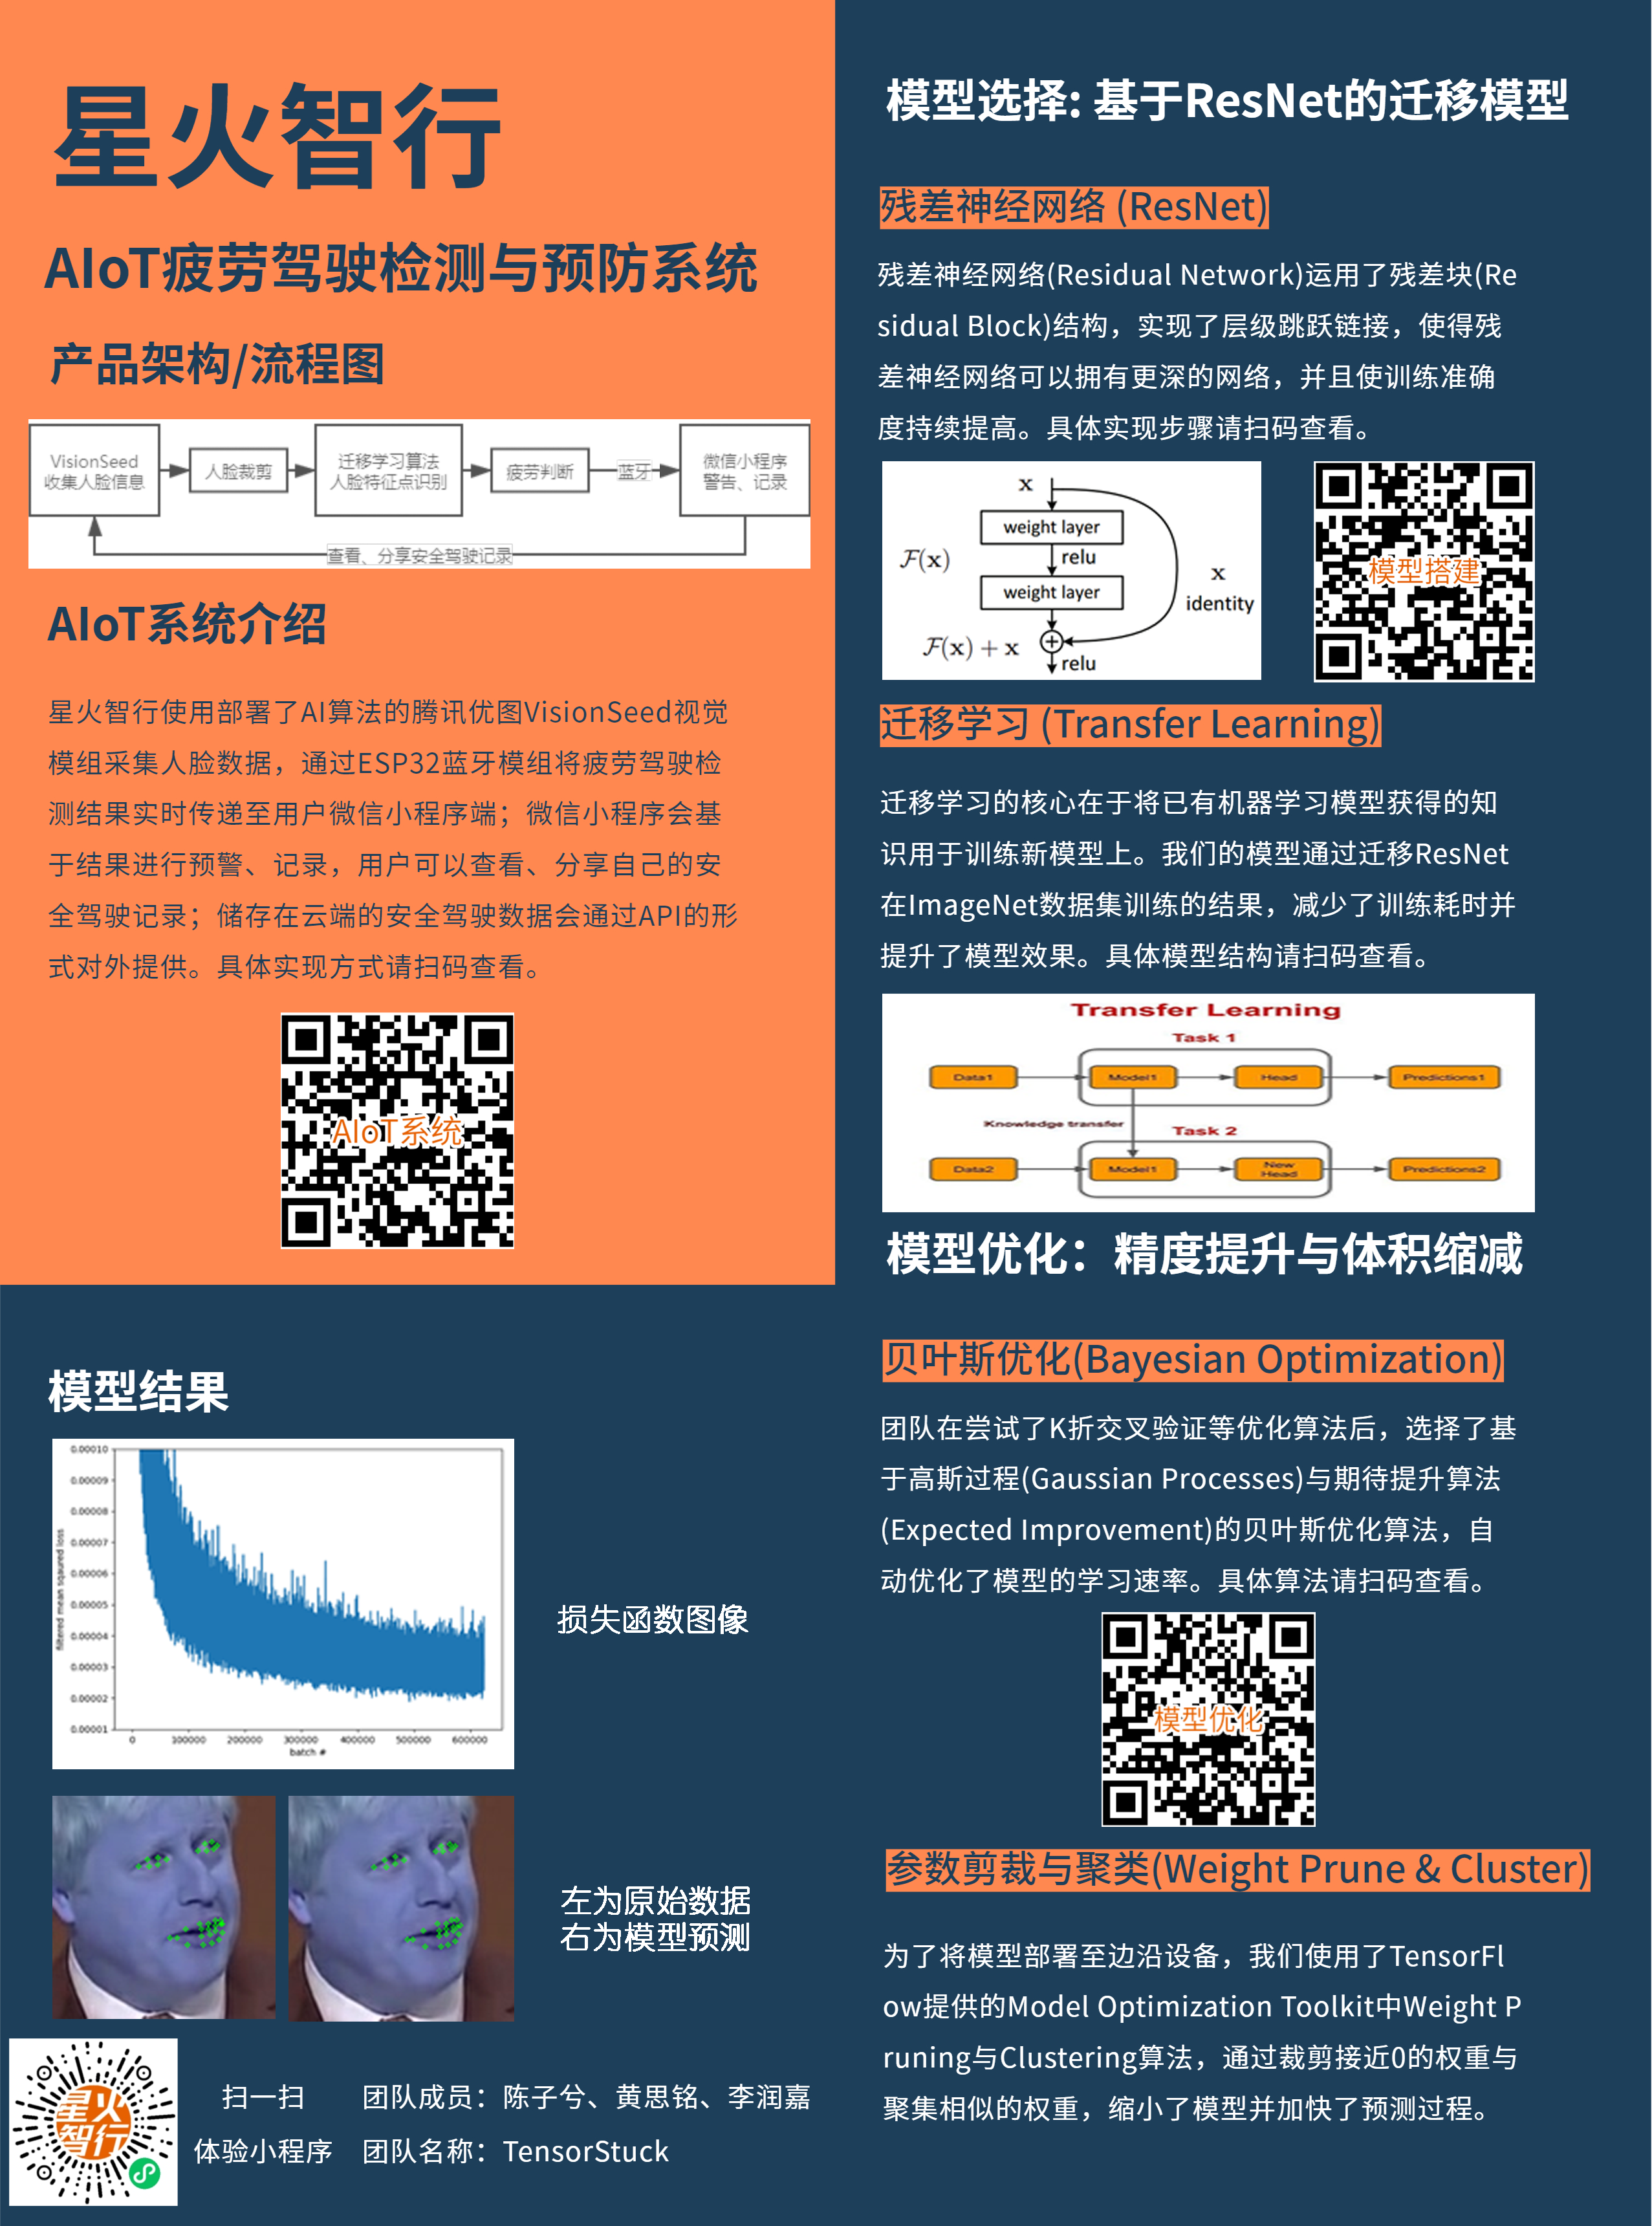 星火智行
AIoT疲劳驾驶检测与预防系统
产品架构/流程图
VisionSeed
收集人脸信息
人脸裁剪
迁移学习算法
人脸特征点识别
疲劳判断
蓝牙
微信小程序
警告、记录
查看、分享安全驾驶记录
AIoT系统介绍
星火智行使用部署了AI算法的腾讯优图VisionSeed视觉
模组采集人脸数据，通过ESP32蓝牙模组将疲劳驾驶检
测结果实时传递至用户微信小程序端；微信小程序会基
于结果进行预警、记录，用户可以查看、分享自己的安
全驾驶记录；储存在云端的安全驾驶数据会通过API的形
式对外提供。具体实现方式请扫码查看。
AIoT系统
模型结果
filtered mean sqaured loss
0.00010
0.00009
0.00008
0.00007
0.00006
0.00005
0.00004
0.00003
0.00002
0.00001
0 100000 200000 300000 400000 500000 600000
batch #
损失函数图像
左为原始数据
右为模型预测
星火
智行
扫一扫
体验小程序
团队成员：陈子兮、黄思铭、李润嘉
团队名称：TensorStuck
模型选择: 基于ResNet的迁移模型
残差神经网络 (ResNet)
残差神经网络(Residual Network)运用了残差块(Re
sidual Block)结构，实现了层级跳跃链接，使得残
差神经网络可以拥有更深的网络，并且使训练准确
度持续提高。具体实现步骤请扫码查看。
x
weight layer
F(x)
relu
weight layer
x
identity
F(x) + x
relu
模型搭建
迁移学习 (Transfer Learning)
迁移学习的核心在于将已有机器学习模型获得的知
识用于训练新模型上。我们的模型通过迁移ResNet
在ImageNet数据集训练的结果，减少了训练耗时并
提升了模型效果。具体模型结构请扫码查看。
Transfer Learning
Task 1
Data1 Model1 Head Predictions1
Knowledge transfer
Task 2
Data2 Model1 New Head Predictions2
模型优化：精度提升与体积缩减
贝叶斯优化(Bayesian Optimization)
团队在尝试了K折交叉验证等优化算法后，选择了基
于高斯过程(Gaussian Processes)与期待提升算法
(Expected Improvement)的贝叶斯优化算法，自
动优化了模型的学习速率。具体算法请扫码查看。
模型优化
参数剪裁与聚类(Weight Prune & Cluster)
为了将模型部署至边沿设备，我们使用了TensorFl
ow提供的Model Optimization Toolkit中Weight P
runing与Clustering算法，通过裁剪接近0的权重与
聚集相似的权重，缩小了模型并加快了预测过程。